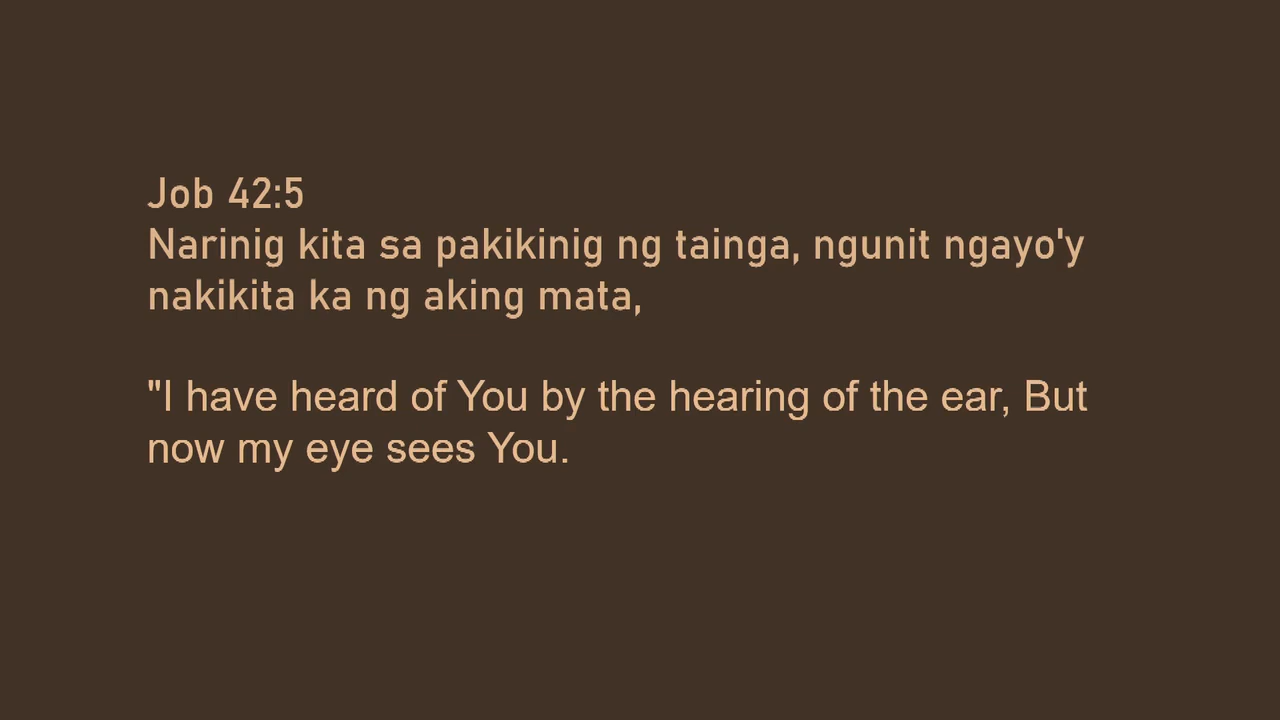 Job 42:5
Narinig kita sa pakikinig ng tainga, ngunit ngayo'y
nakikita ka ng aking mata,
"I have heard of You by the hearing of the ear, But
now my eye sees You.